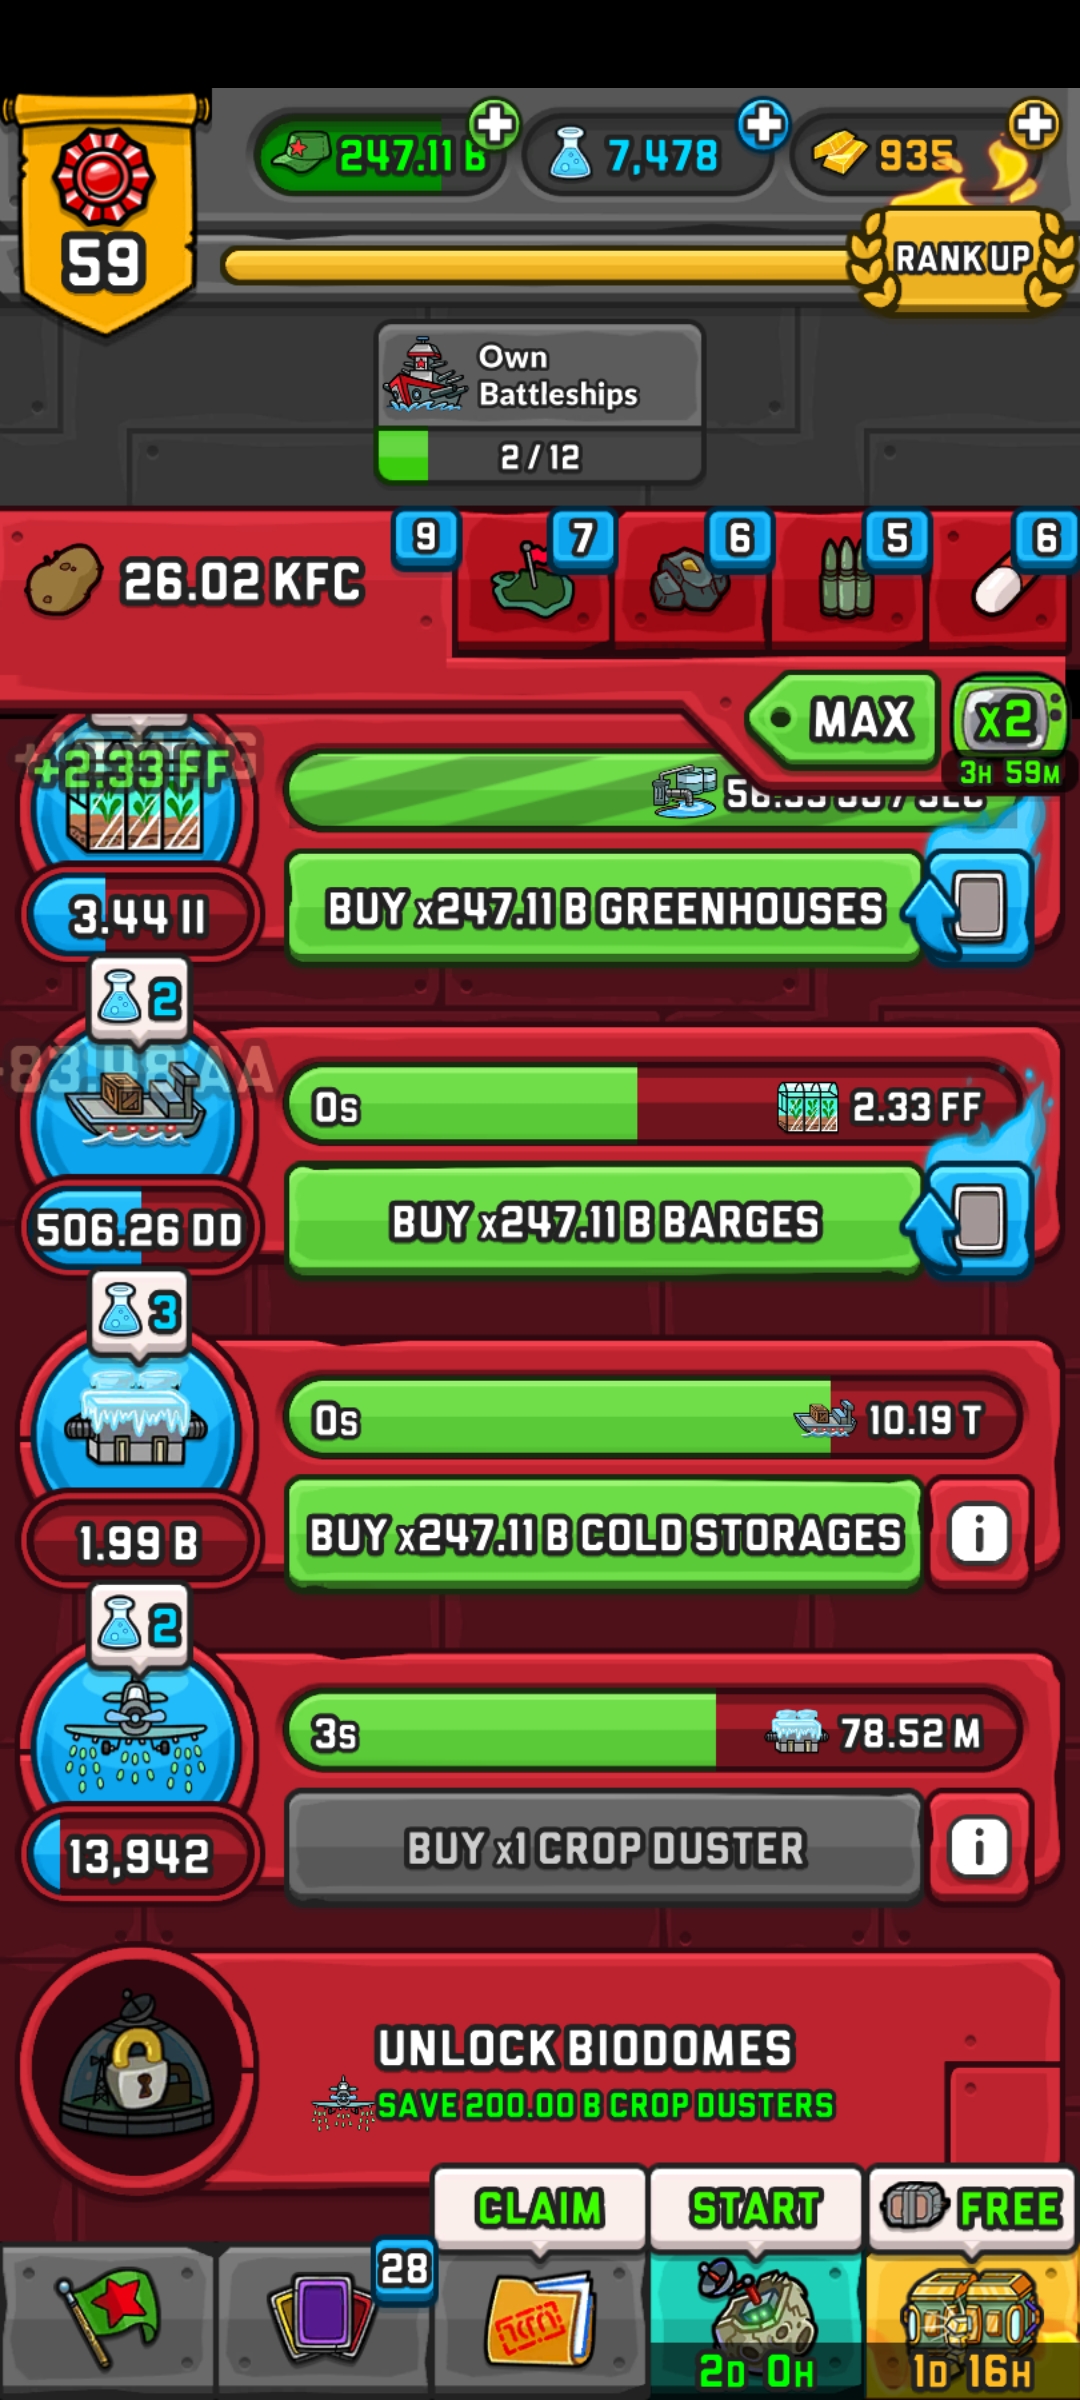 247.11 B
7,478
935
59
RANK UP
Own
Battleships
2 / 12
26.02 KFC
9
7
6
5
6
MAX
x2
3H 59M
+2.33 FF
BUY x247.11 B GREENHOUSES
3.44 II
2
0s
2.33 FF
BUY x247.11 B BARGES
506.26 DD
3
0s
10.19 T
BUY x247.11 B COLD STORAGES
i
1.99 B
2
3s
78.52 M
BUY x1 CROP DUSTER
i
13,942
UNLOCK BIODOMES
SAVE 200.00 B CROP DUSTERS
CLAIM
START
FREE
28
2D 0H
1D 16H